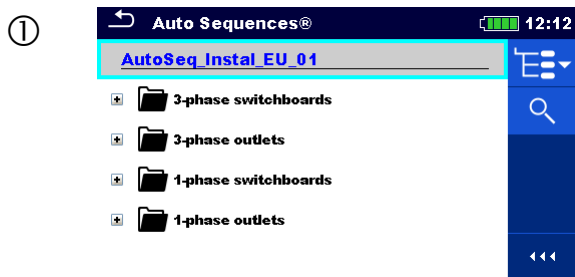 ①
Auto Sequences® 12:12
AutoSeq_Instal_EU_01
3-phase switchboards
3-phase outlets
1-phase switchboards
1-phase outlets